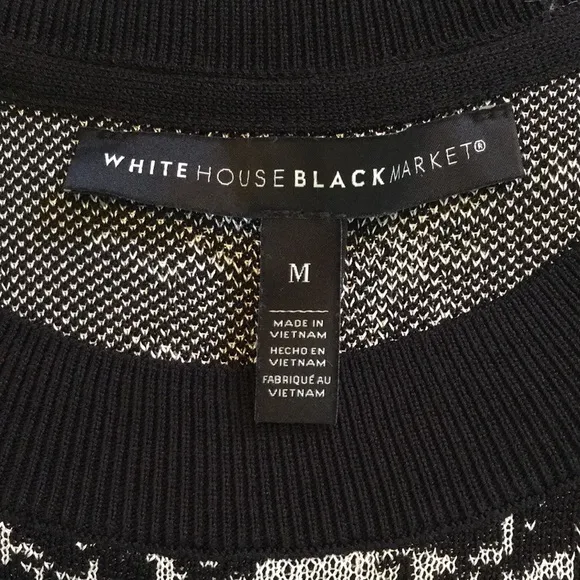 WHITE HOUSE BLACK MARKET®
M
MADE IN
VIETNAM
HECHO EN
VIETNAM
FABRIQUÉ AU
VIETNAM